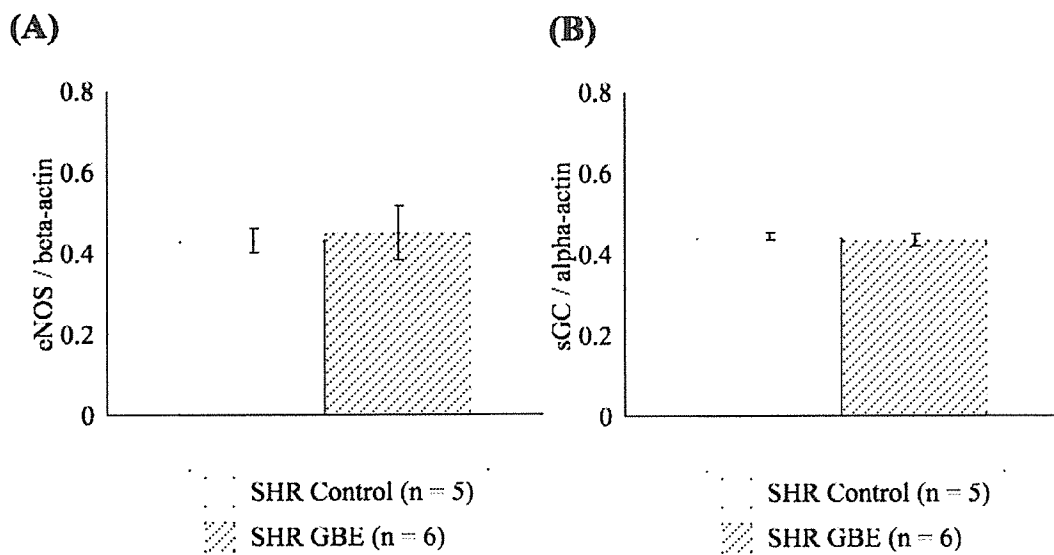 (A)
0.8
0.6
0.4
0.2
0
eNOS / beta-actin
SHR Control (n = 5)
SHR GBE (n = 6)
(B)
0.8
0.6
0.4
0.2
0
sGC / alpha-actin
SHR Control (n = 5)
SHR GBE (n = 6)